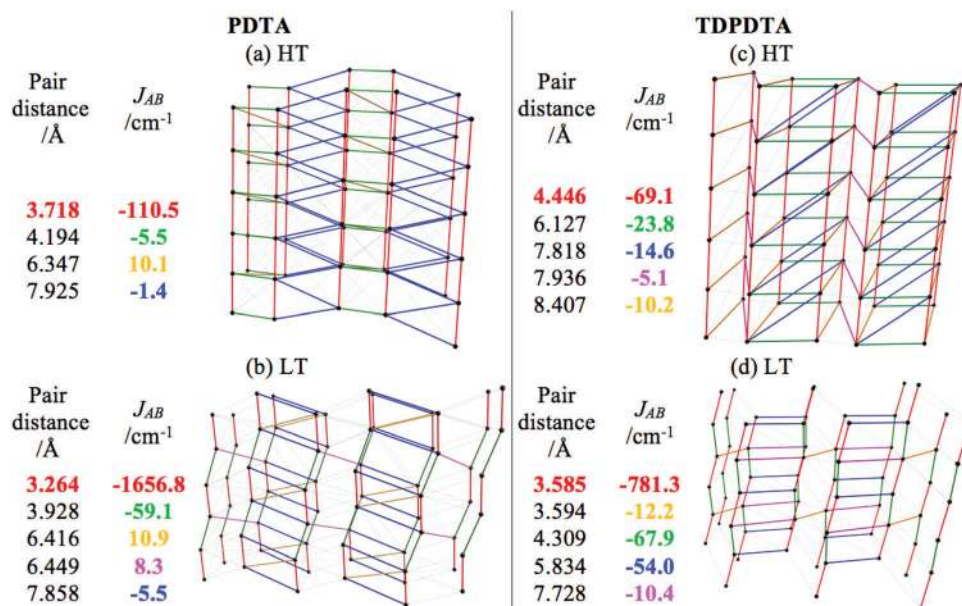 PDTA
(a) HT
Pair distance /Å J_AB /cm⁻¹
3.718 -110.5
4.194 -5.5
6.347 10.1
7.925 -1.4
(b) LT
Pair distance /Å J_AB /cm⁻¹
3.264 -1656.8
3.928 -59.1
6.416 10.9
6.449 8.3
7.858 -5.5
TDPDTA
(c) HT
Pair distance /Å J_AB /cm⁻¹
4.446 -69.1
6.127 -23.8
7.818 -14.6
7.936 -5.1
8.407 -10.2
(d) LT
Pair distance /Å J_AB /cm⁻¹
3.585 -781.3
3.594 -12.2
4.309 -67.9
5.834 -54.0
7.728 -10.4